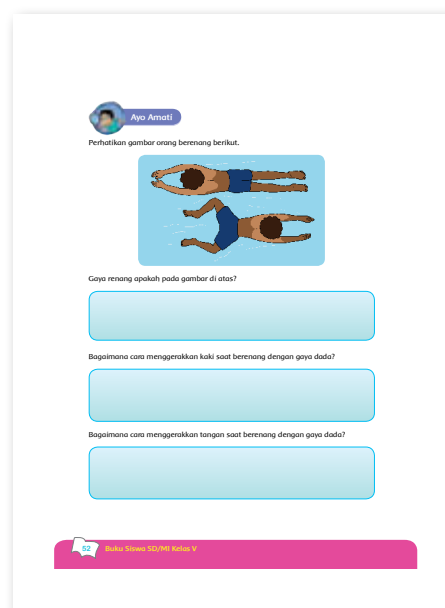 Ayo Amati
Perhatikan gambar orang berenang berikut.
Gaya renang apakah pada gambar di atas?
Bagaimana cara menggerakkan kaki saat berenang dengan gaya dada?
Bagaimana cara menggerakkan tangan saat berenang dengan gaya dada?
52 Buku Siswa SD/MI Kelas V